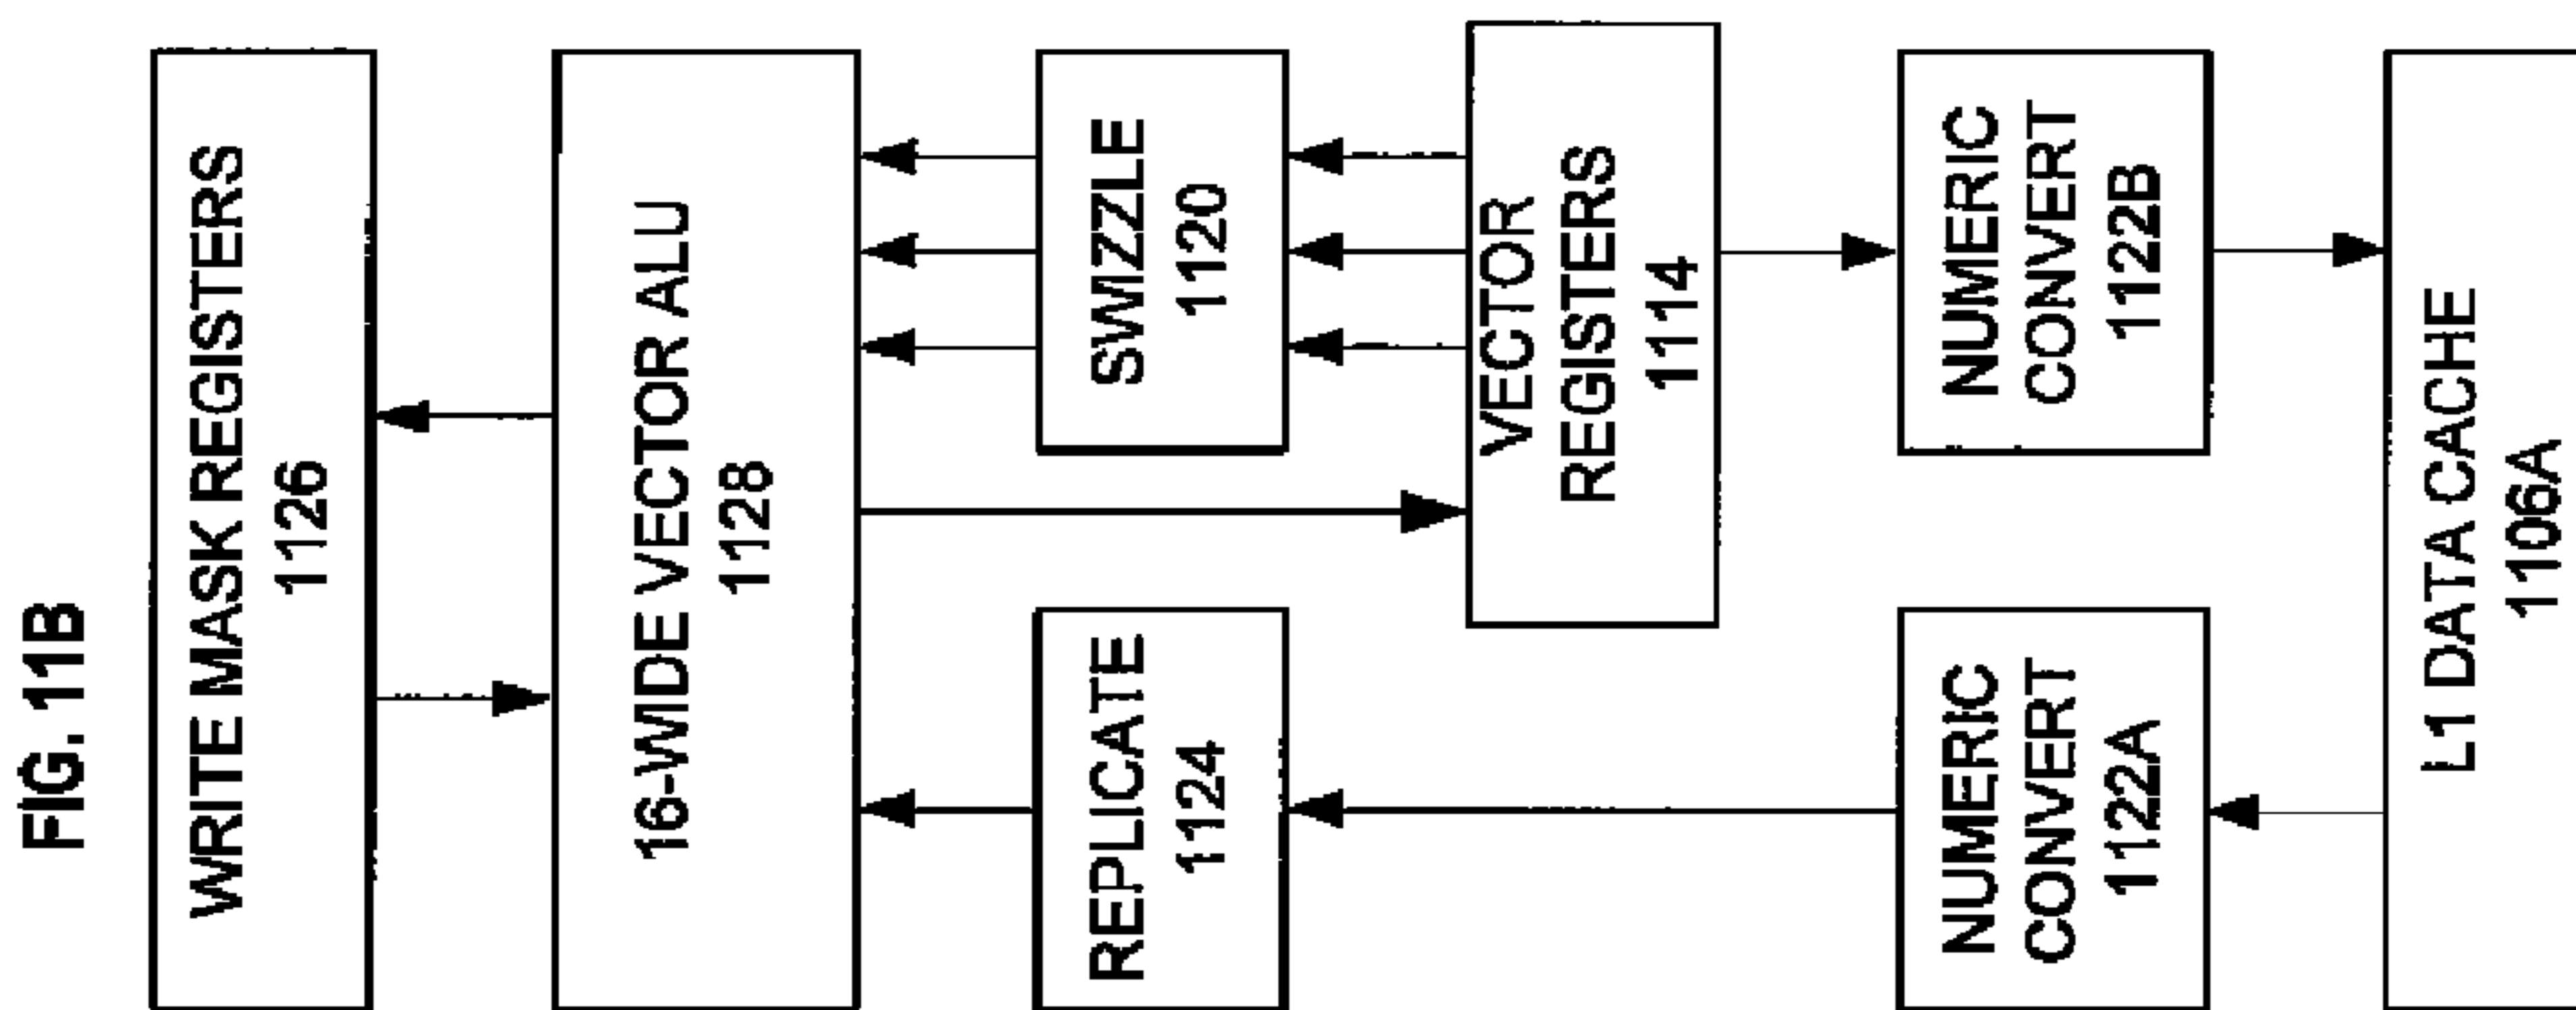 FIG. 11B
WRITE MASK REGISTERS
1126
16-WIDE VECTOR ALU
1128
REPLICATE
1124
SWIZZLE
1120
VECTOR
REGISTERS
1114
NUMERIC
CONVERT
1122A
NUMERIC
CONVERT
1122B
L1 DATA CACHE
1106A